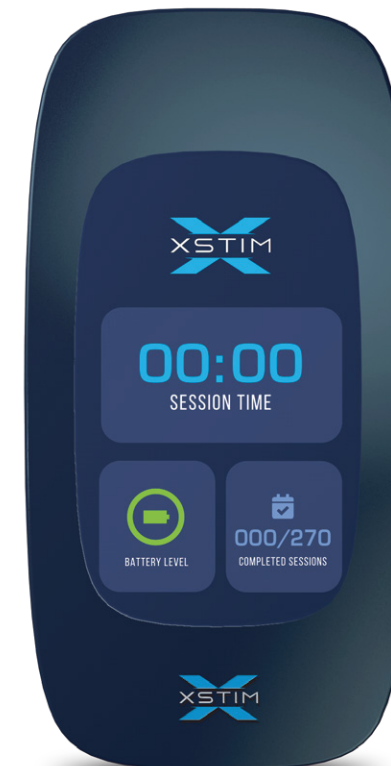 XSTIM
00:00
SESSION TIME
BATTERY LEVEL
000/270
COMPLETED SESSIONS
XSTIM